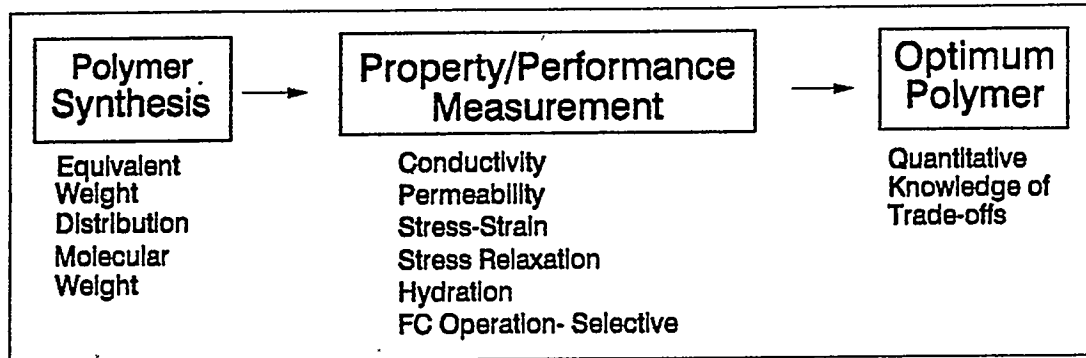 Polymer
Synthesis
Equivalent
Weight
Distribution
Molecular
Weight
Property/Performance
Measurement
Conductivity
Permeability
Stress-Strain
Stress Relaxation
Hydration
FC Operation- Selective
Optimum
Polymer
Quantitative
Knowledge of
Trade-offs